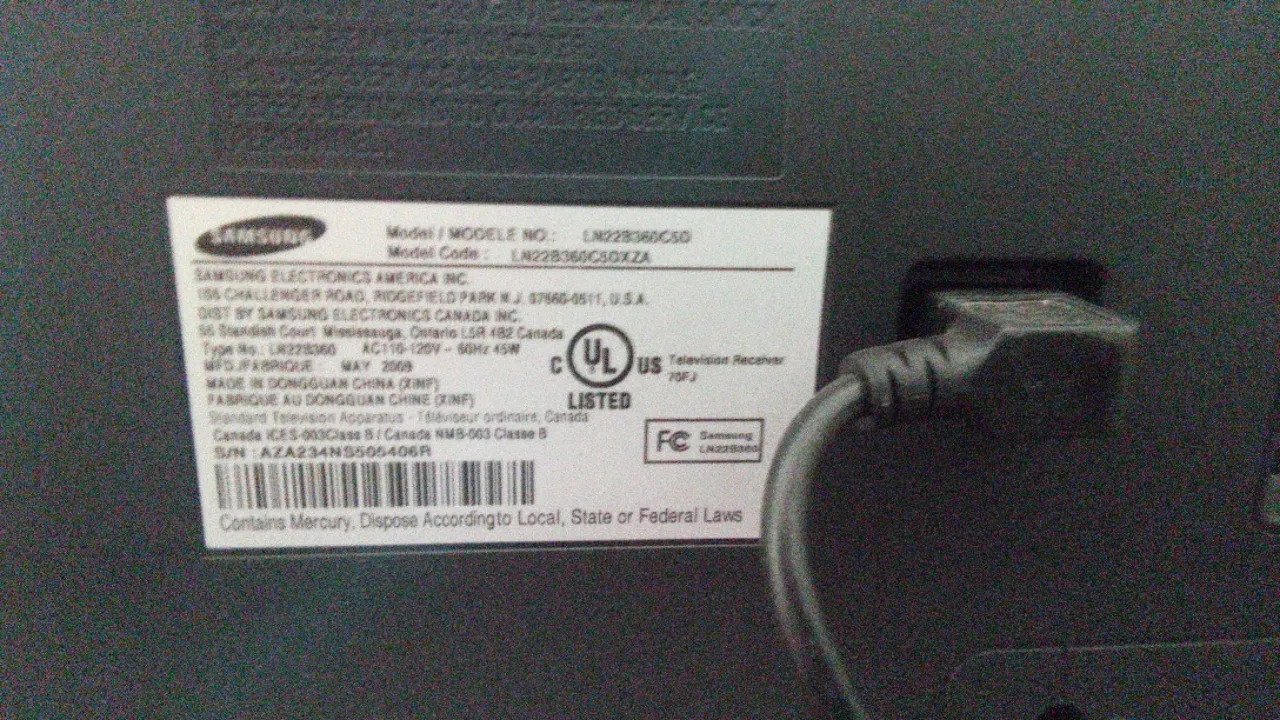 SAMSUNG
Model / MODELE NO.: LN22B360C5D
Model Code : LN22B360C5DXZA
SAMSUNG ELECTRONICS AMERICA INC.
105 CHALLENGER ROAD, RIDGEFIELD PARK N.J. 07660-0511, U.S.A.
DIST BY SAMSUNG ELECTRONICS CANADA INC.
55 Standish Court Mississauga, Ontario L5R 4B2 Canada
Type No.: LN22B360 AC110-120V ~ 60Hz 45W
MFD./FABRIQUE : MAY 2009
MADE IN DONGGUAN CHINA (XINF)
FABRIQUE AU DONGGUAN CHINE (XINF)
Standard Television Apparatus - Téléviseur ordinaire, Canada
Canada ICES-003Class B / Canada NMB-003 Classe B
S/N : AZA234NS505406R
C UL US
LISTED
Television Receiver
70FJ
FC Samsung
LN22B360
Contains Mercury, Dispose Accordingto Local, State or Federal Laws